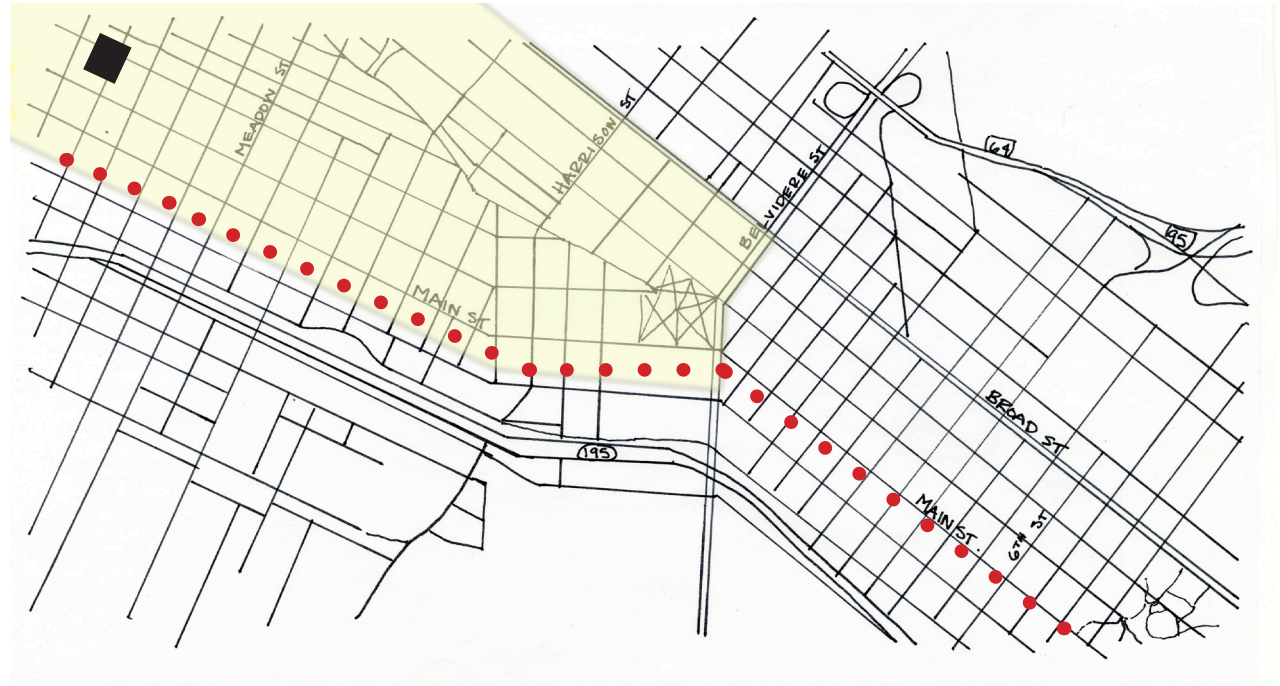 MEADOW ST
HARRISON ST
BELVIDERE ST
64
95
MAIN ST
BROAD ST
195
MAIN ST.
6TH ST